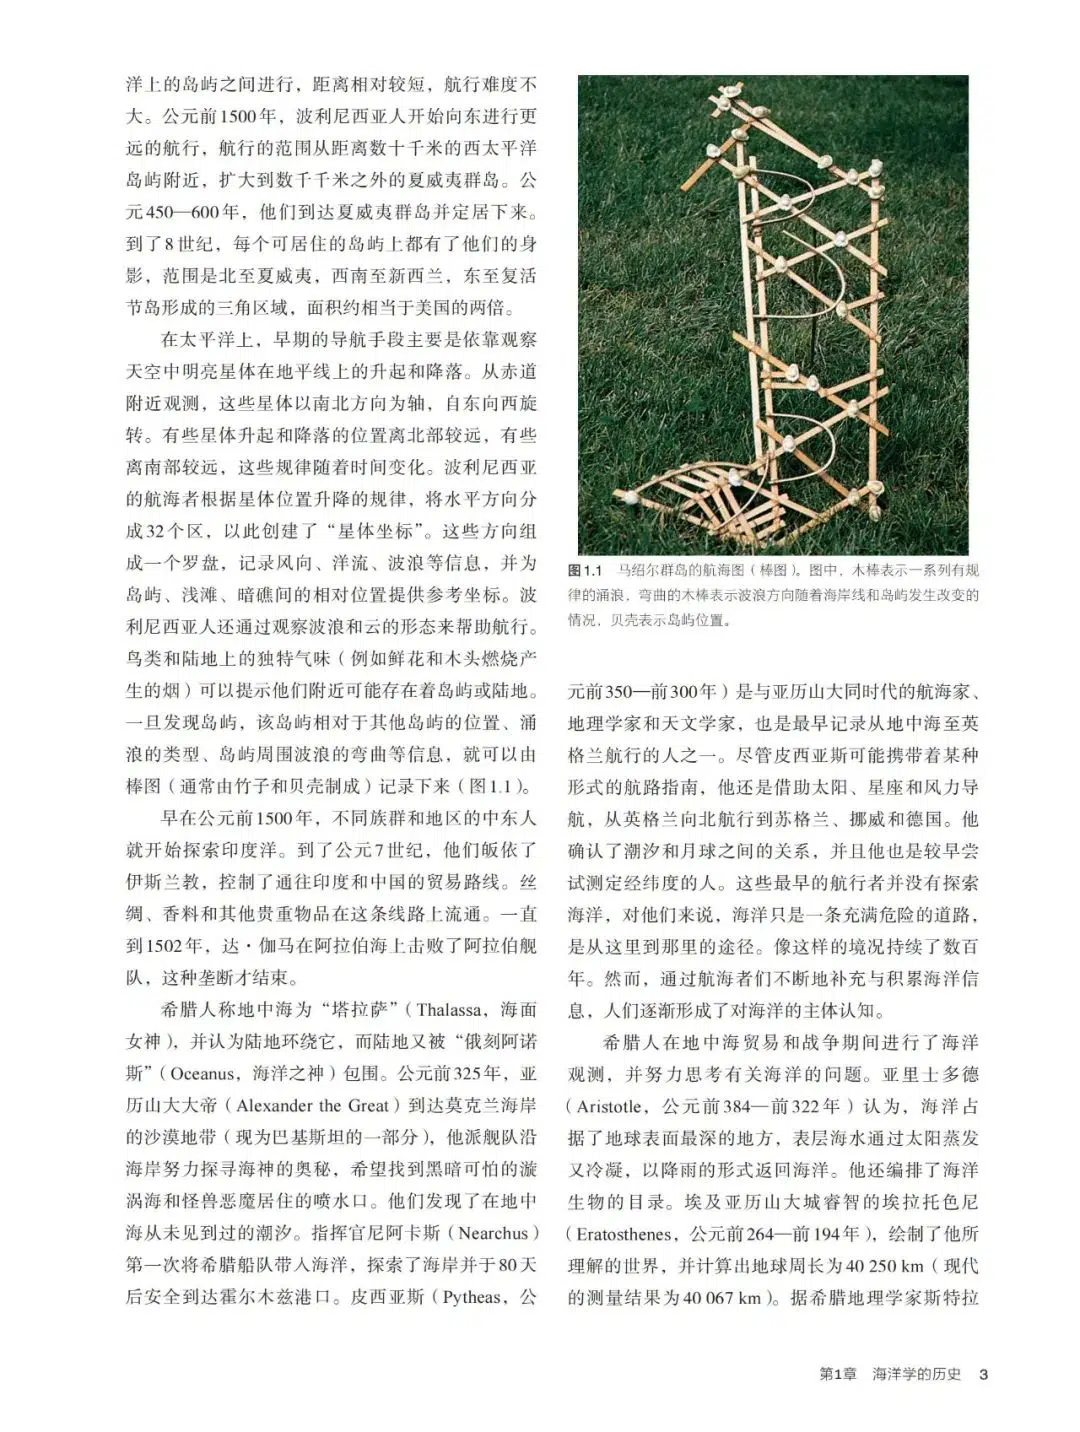 洋上的岛屿之间进行，距离相对较短，航行难度不
大。公元前1500年，波利尼西亚人开始向东进行更
远的航行，航行的范围从距离数十千米的西太平洋
岛屿附近，扩大到数千千米之外的夏威夷群岛。公
元450—600年，他们到达夏威夷群岛并定居下来。
到了8世纪，每个可居住的岛屿上都有了他们的身
影，范围是北至夏威夷，西南至新西兰，东至复活
节岛形成的三角区域，面积约相当于美国的两倍。
在太平洋上，早期的导航手段主要是依靠观察
天空中明亮星体在地平线上的升起和降落。从赤道
附近观测，这些星体以南北方向为轴，自东向西旋
转。有些星体升起和降落的位置离北部较远，有些
离南部较远，这些规律随着时间变化。波利尼西亚
的航海者根据星体位置升降的规律，将水平方向分
成32个区，以此创建了“星体坐标”。这些方向组
成一个罗盘，记录风向、洋流、波浪等信息，并为
岛屿、浅滩、暗礁间的相对位置提供参考坐标。波
利尼西亚人还通过观察波浪和云的形态来帮助航行。
鸟类和陆地上的独特气味（例如鲜花和木头燃烧产
生的烟）可以提示他们附近可能存在着岛屿或陆地。
一旦发现岛屿，该岛屿相对于其他岛屿的位置、涌
浪的类型、岛屿周围波浪的弯曲等信息，就可以由
棒图（通常由竹子和贝壳制成）记录下来（图1.1）。
早在公元前1500年，不同族群和地区的中东人
就开始探索印度洋。到了公元7世纪，他们皈依了
伊斯兰教，控制了通往印度和中国的贸易路线。丝
绸、香料和其他贵重物品在这条线路上流通。一直
到1502年，达·伽马在阿拉伯海上击败了阿拉伯舰
队，这种垄断才结束。
希腊人称地中海为“塔拉萨”（Thalassa，海面
女神），并认为陆地环绕它，而陆地又被“俄刻阿诺
斯”（Oceanus，海洋之神）包围。公元前325年，亚
历山大大帝（Alexander the Great）到达莫克兰海岸
的沙漠地带（现为巴基斯坦的一部分），他派舰队沿
海岸努力探寻海神的奥秘，希望找到黑暗可怕的漩
涡海和怪兽恶魔居住的喷水口。他们发现了在地中
海从未见到过的潮汐。指挥官尼阿卡斯（Nearchus）
第一次将希腊船队带入海洋，探索了海岸并于80天
后安全到达霍尔木兹港口。皮西亚斯（Pytheas，公
图1.1 马绍尔群岛的航海图（棒图）。图中，木棒表示一系列有规
律的涌浪，弯曲的木棒表示波浪方向随着海岸线和岛屿发生改变的
情况，贝壳表示岛屿位置。
元前350—前300年）是与亚历山大同时代的航海家、
地理学家和天文学家，也是最早记录从地中海至英
格兰航行的人之一。尽管皮西亚斯可能携带着某种
形式的航路指南，他还是借助太阳、星座和风力导
航，从英格兰向北航行到苏格兰、挪威和德国。他
确认了潮汐和月球之间的关系，并且他也是较早尝
试测定经纬度的人。这些最早的航行者并没有探索
海洋，对他们来说，海洋只是一条充满危险的道路，
是从这里到那里的途径。像这样的境况持续了数百
年。然而，通过航海者们不断地补充与积累海洋信
息，人们逐渐形成了对海洋的主体认知。
希腊人在地中海贸易和战争期间进行了海洋
观测，并努力思考有关海洋的问题。亚里士多德
（Aristotle，公元前384—前322年）认为，海洋占
据了地球表面最深的地方，表层海水通过太阳蒸发
又冷凝，以降雨的形式返回海洋。他还编排了海洋
生物的目录。埃及亚历山大城睿智的埃拉托色尼
（Eratosthenes，公元前264—前194年），绘制了他所
理解的世界，并计算出地球周长为40 250 km（现代
的测量结果为40 067 km）。据希腊地理学家斯特拉
第1章 海洋学的历史 3